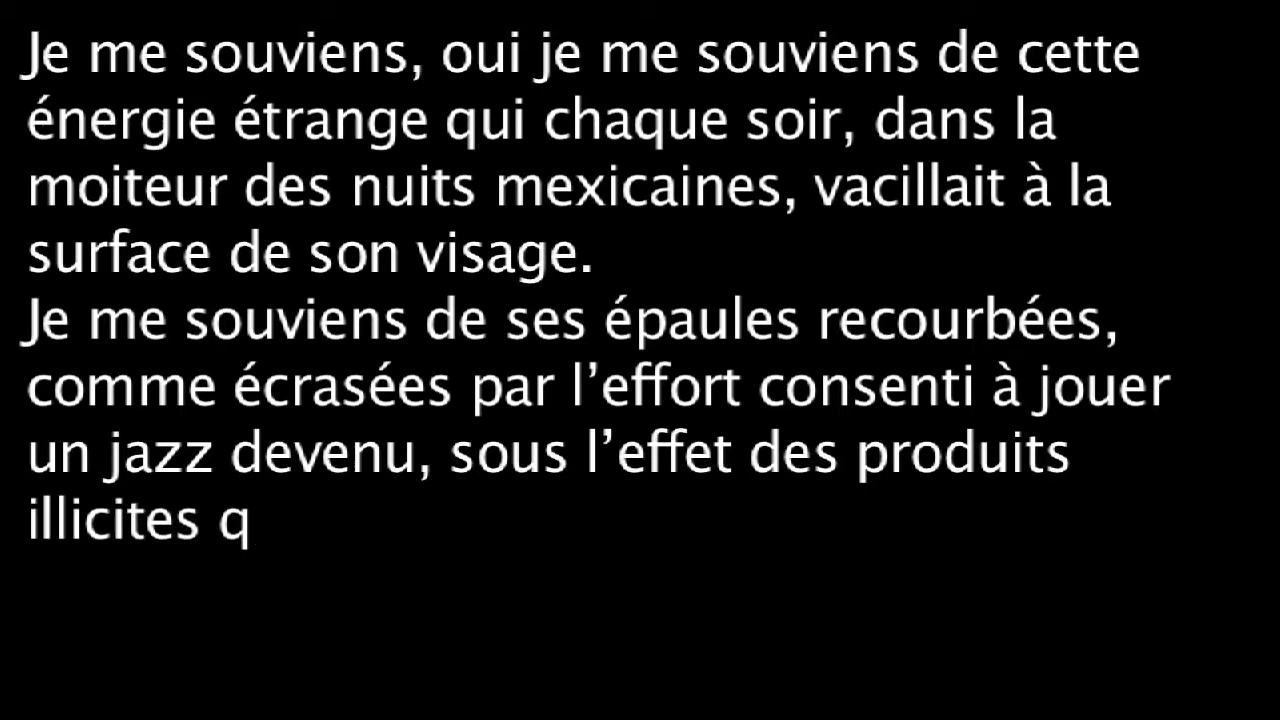 Je me souviens, oui je me souviens de cette
énergie étrange qui chaque soir, dans la
moiteur des nuits mexicaines, vacillait à la
surface de son visage.
Je me souviens de ses épaules recourbées,
comme écrasées par l’effort consenti à jouer
un jazz devenu, sous l’effet des produits
illicites q